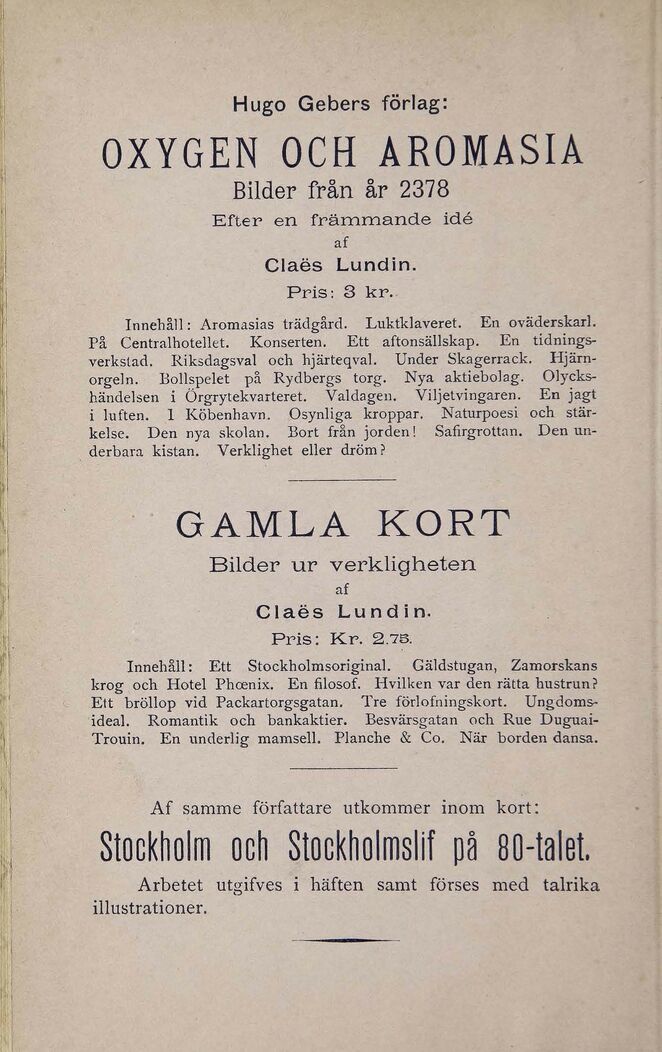 Hugo Gebers förlag:
OXYGEN OCH AROMASIA
Bilder från år 2378
Efter en främmande idé
af
Claës Lundin.
Pris: 3 kr.
Innehåll: Aromasias trädgård. Luktklaveret. En oväderskarl.
På Centralhotellet. Konserten. Ett aftonsällskap. En tidnings-
verkstad. Riksdagsval och hjärteqval. Under Skagerrack. Hjärn-
orgeln. Bollspelet på Rydbergs torg. Nya aktiebolag. Olycks-
händelsen i Örgrytekvarteret. Valdagen. Viljetvingaren. En jagt
i luften. I Köbenhavn. Osynliga kroppar. Naturpoesi och stär-
kelse. Den nya skolan. Bort från jorden! Safirgrottan. Den un-
derbara kistan. Verklighet eller dröm?
GAMLA KORT
Bilder ur verkligheten
af
Claës Lundin.
Pris: Kr. 2.75.
Innehåll: Ett Stockholmsoriginal. Gäldstugan, Zamorskans
krog och Hotel Phœnix. En filosof. Hvilken var den rätta hustrun?
Ett bröllop vid Packartorgsgatan. Tre förlofningskort. Ungdoms-
ideal. Romantik och bankaktier. Besvärsgatan och Rue Duguai-
Trouin. En underlig mamsell. Planche & Co. När borden dansa.
Af samme författare utkommer inom kort:
Stockholm och Stockholmslif på 80-talet.
Arbetet utgifves i häften samt förses med talrika
illustrationer.